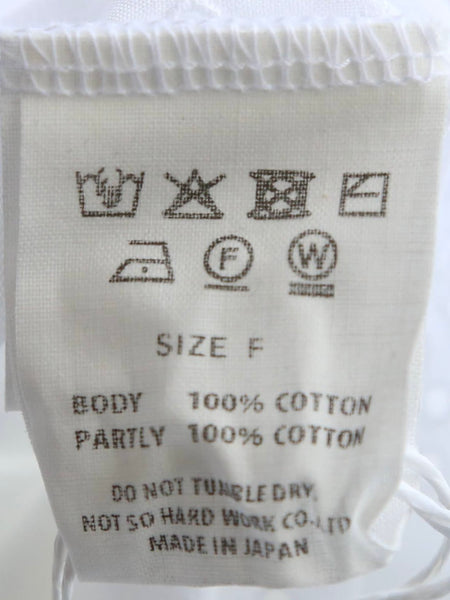 F W
SIZE F
BODY 100% COTTON
PARTLY 100% COTTON
DO NOT TUMBLE DRY.
NOT SO HARD WORK CO.,LTD
MADE IN JAPAN